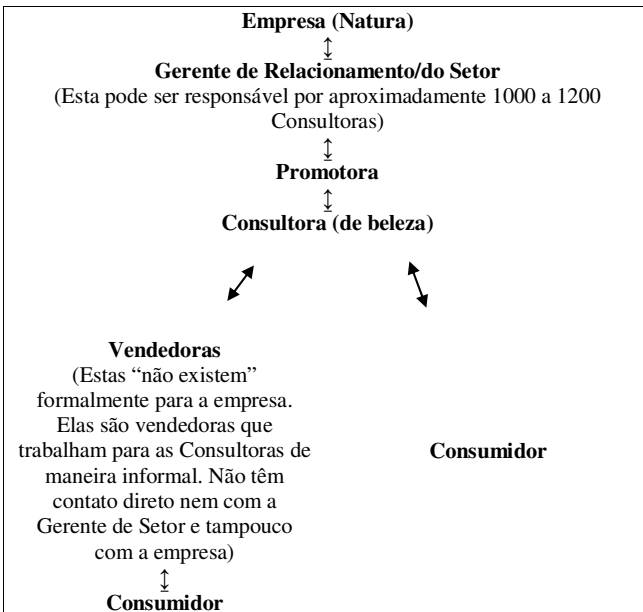 Empresa (Natura)
↕
Gerente de Relacionamento/do Setor
(Esta pode ser responsável por aproximadamente 1000 a 1200
Consultoras)
↕
Promotora
↕
Consultora (de beleza)
Vendedoras
(Estas “não existem”
formalmente para a empresa.
Elas são vendedoras que
trabalham para as Consultoras de
maneira informal. Não têm
contato direto nem com a
Gerente de Setor e tampouco
com a empresa)
↕
Consumidor
Consumidor